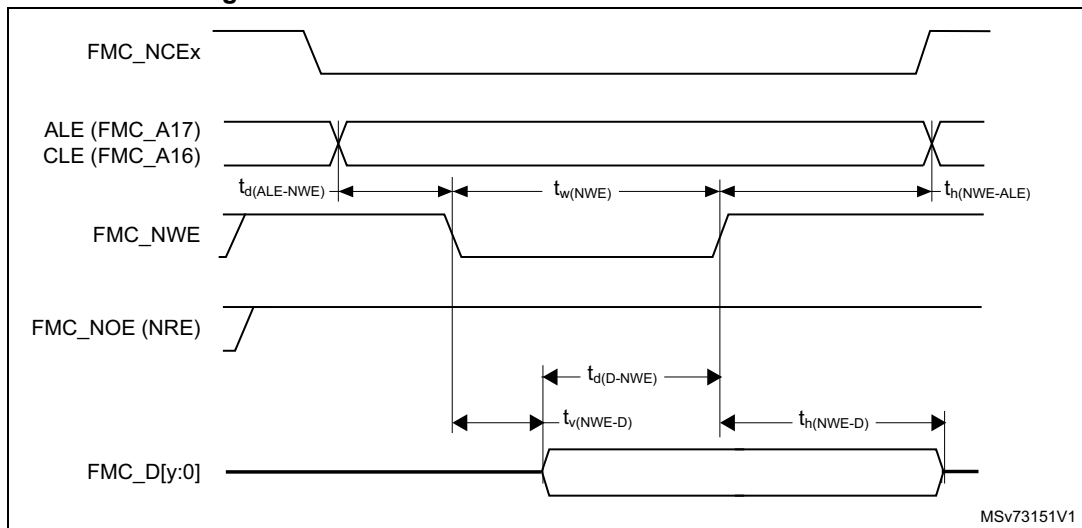 FMC_NCEx
ALE (FMC_A17)
CLE (FMC_A16)
td(ALE-NWE)
tw(NWE)
th(NWE-ALE)
FMC_NWE
FMC_NOE (NRE)
td(D-NWE)
tv(NWE-D)
th(NWE-D)
FMC_D[y:0]
MSv73151V1